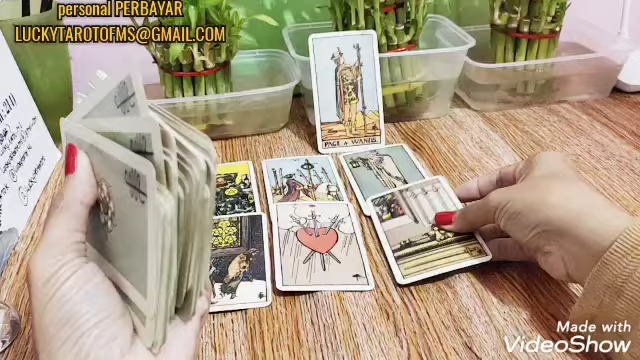 personal PERBAYAR
LUCKYTAROTOFMS@GMAIL.COM
PAGE of WANDS.
Made with
VideoShow